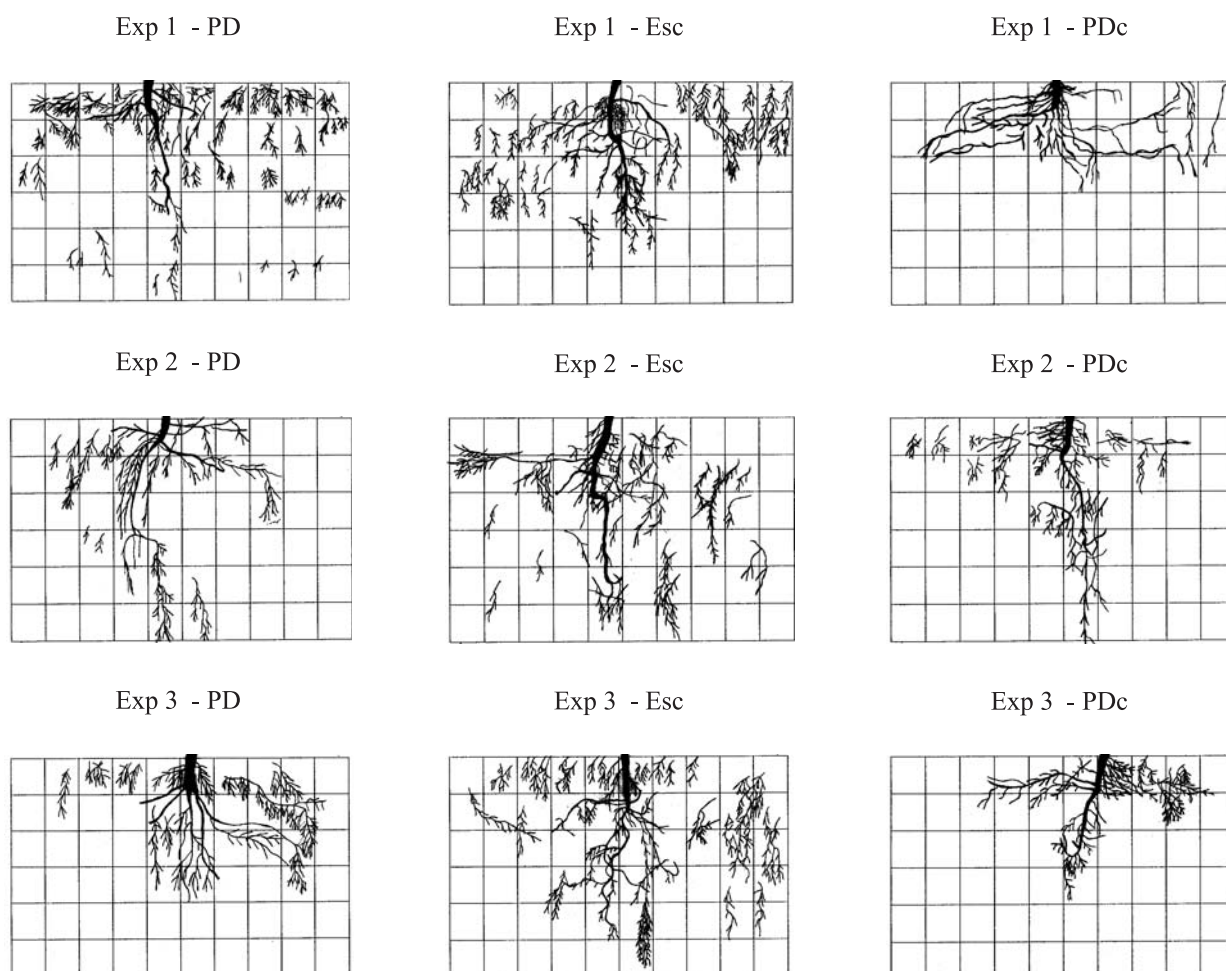 Exp 1 - PD
Exp 1 - Esc
Exp 1 - PDc
Exp 2 - PD
Exp 2 - Esc
Exp 2 - PDc
Exp 3 - PD
Exp 3 - Esc
Exp 3 - PDc